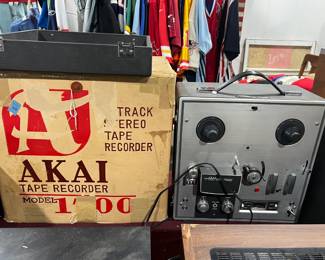 TRACK
STEREO
TAPE
RECORDER
AKAI
TAPE RECORDER
MODEL 1700